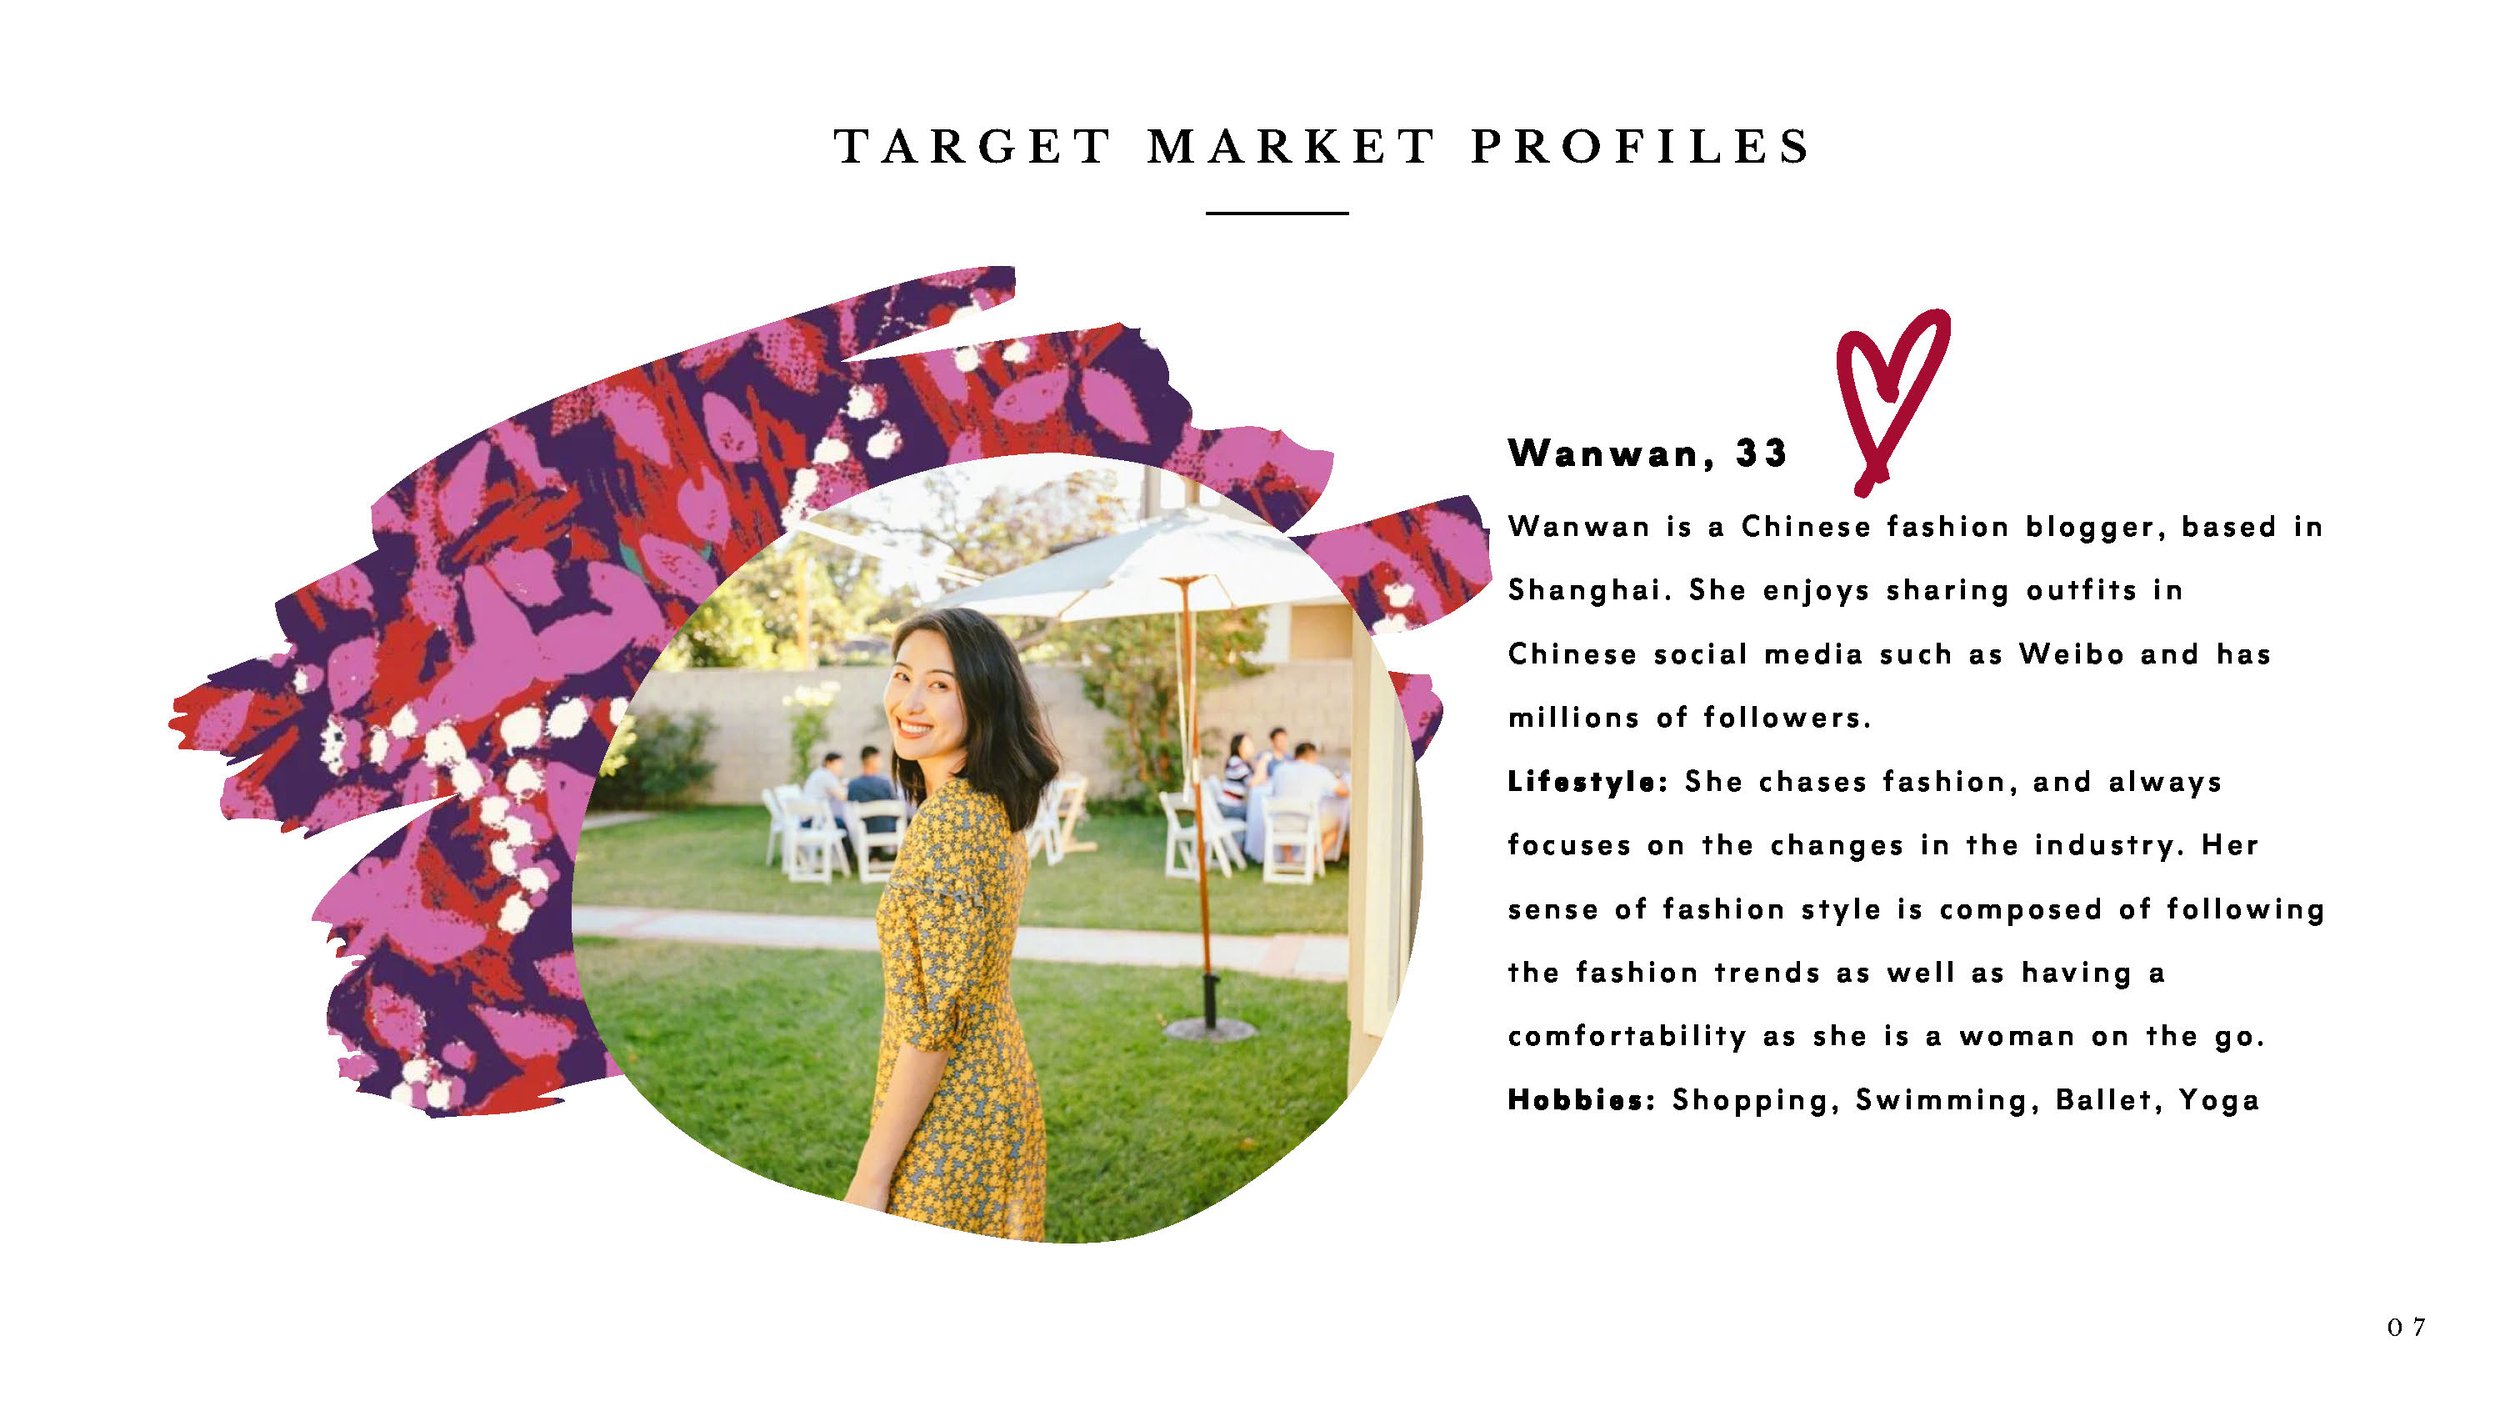 TARGET MARKET PROFILES
Wanwan, 33
Wanwan is a Chinese fashion blogger, based in
Shanghai. She enjoys sharing outfits in
Chinese social media such as Weibo and has
millions of followers.
Lifestyle: She chases fashion, and always
focuses on the changes in the industry. Her
sense of fashion style is composed of following
the fashion trends as well as having a
comfortability as she is a woman on the go.
Hobbies: Shopping, Swimming, Ballet, Yoga
07